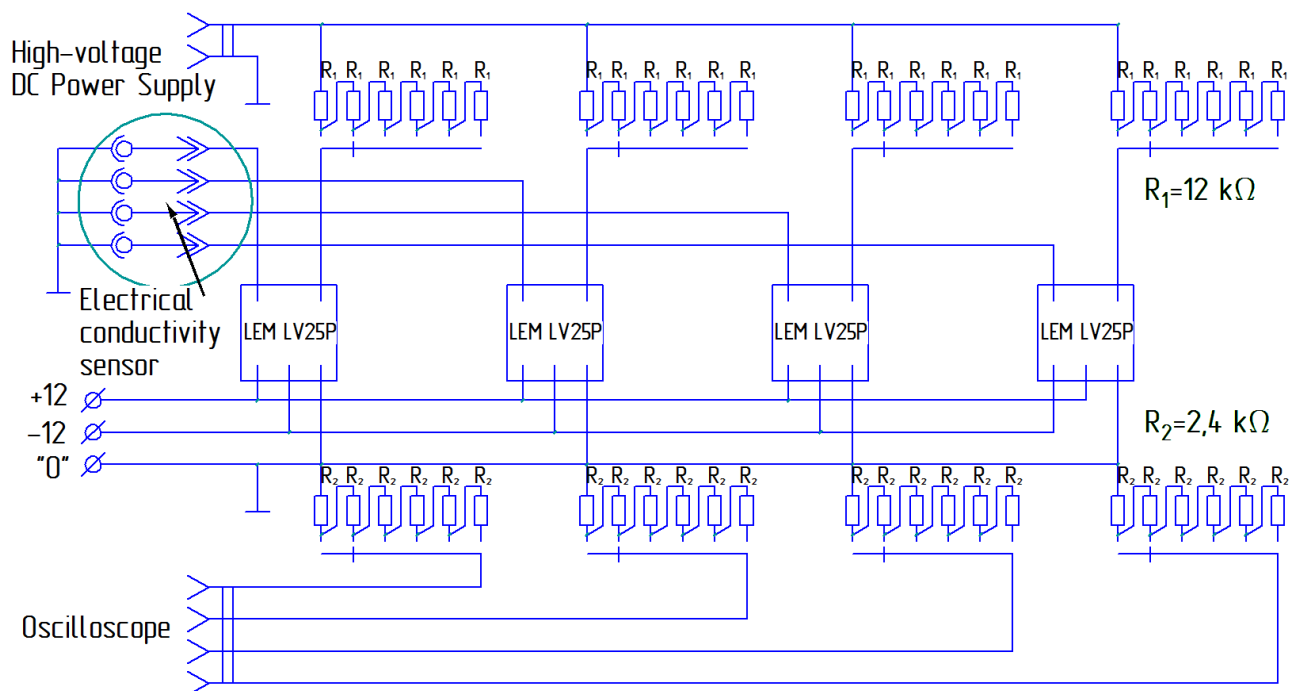 High-voltage
DC Power Supply
R₁ R₁ R₁ R₁ R₁ R₁
R₁ R₁ R₁ R₁ R₁ R₁
R₁ R₁ R₁ R₁ R₁ R₁
R₁ R₁ R₁ R₁ R₁ R₁
R₁=12 kΩ
Electrical
conductivity
sensor
LEM LV25P
LEM LV25P
LEM LV25P
LEM LV25P
+12
-12
"0"
R₂=2,4 kΩ
R₂ R₂ R₂ R₂ R₂ R₂
R₂ R₂ R₂ R₂ R₂ R₂
R₂ R₂ R₂ R₂ R₂ R₂
R₂ R₂ R₂ R₂ R₂ R₂
Oscilloscope